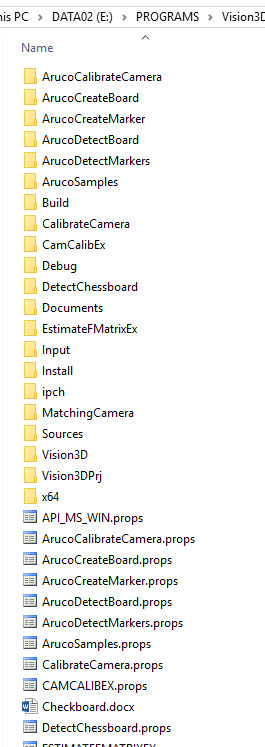 his PC > DATA02 (E:) > PROGRAMS > Vision3D
Name
ArucoCalibrateCamera
ArucoCreateBoard
ArucoCreateMarker
ArucoDetectBoard
ArucoDetectMarkers
ArucoSamples
Build
CalibrateCamera
CamCalibEx
Debug
DetectChessboard
Documents
EstimateFMatrixEx
Input
Install
ipch
MatchingCamera
Sources
Vision3D
Vision3DPrj
x64
API_MS_WIN.props
ArucoCalibrateCamera.props
ArucoCreateBoard.props
ArucoCreateMarker.props
ArucoDetectBoard.props
ArucoDetectMarkers.props
ArucoSamples.props
CalibrateCamera.props
CAMCALIBEX.props
Checkboard.docx
DetectChessboard.props